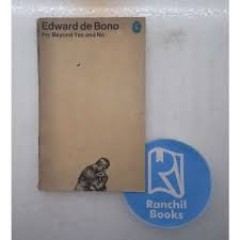 Edward de Bono
Po: Beyond Yes and No
Ranchil
Books